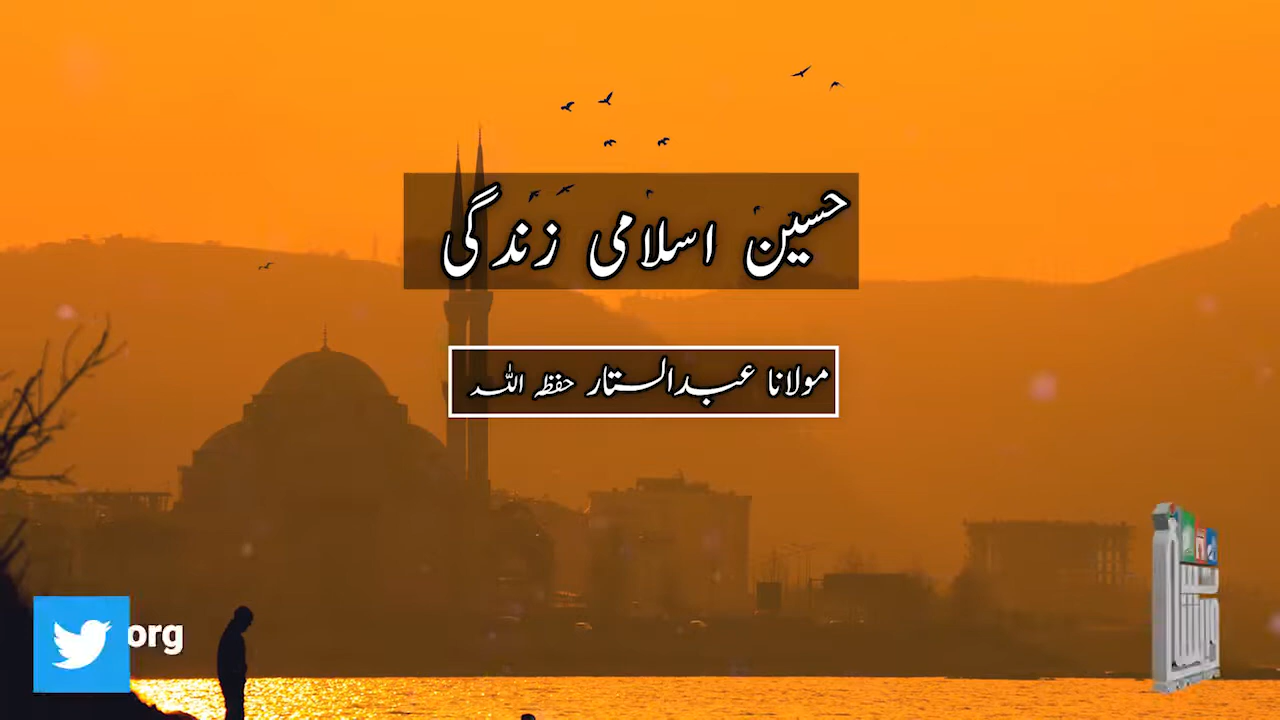 حسین اسلامی زندگی
مولانا عبدالستار حفظہ اللہ
org